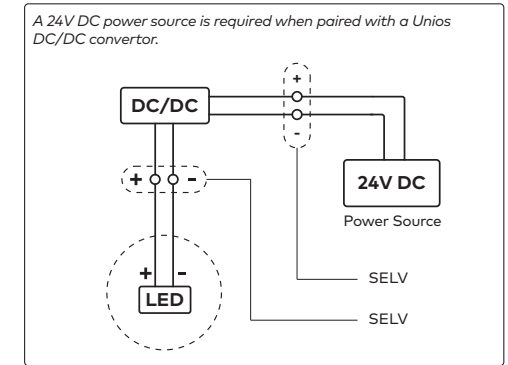 A 24V DC power source is required when paired with a Unios
DC/DC convertor.
+
DC/DC
-
24V DC
+ -
Power Source
+ -
SELV
LED
SELV